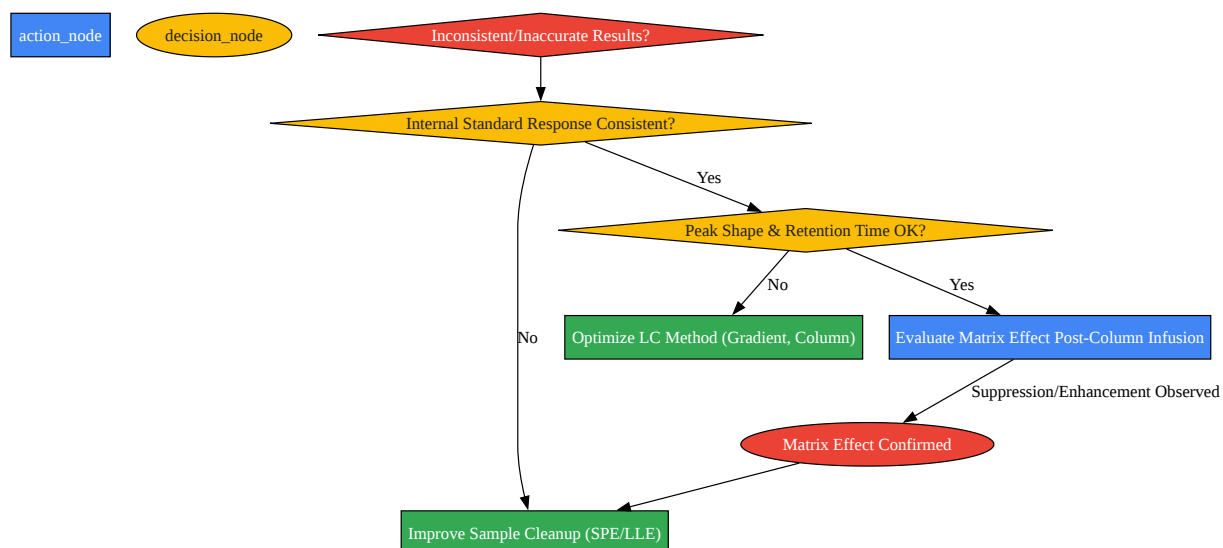 action_node
decision_node
Inconsistent/Inaccurate Results?
Internal Standard Response Consistent?
Yes
Peak Shape & Retention Time OK?
No
Yes
No
Optimize LC Method (Gradient, Column)
Evaluate Matrix Effect Post-Column Infusion
Suppression/Enhancement Observed
Matrix Effect Confirmed
Improve Sample Cleanup (SPE/LLE)